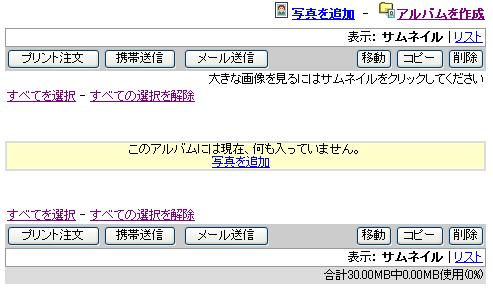 写真を追加 - アルバムを作成
表示: サムネイル | リスト
プリント注文 携帯送信 メール送信 移動 コピー 削除
大きな画像を見るにはサムネイルをクリックしてください
すべてを選択 - すべての選択を解除
このアルバムには現在、何も入っていません。
写真を追加
すべてを選択 - すべての選択を解除
プリント注文 携帯送信 メール送信 移動 コピー 削除
表示: サムネイル | リスト
合計30.00MB中0.00MB使用(0%)